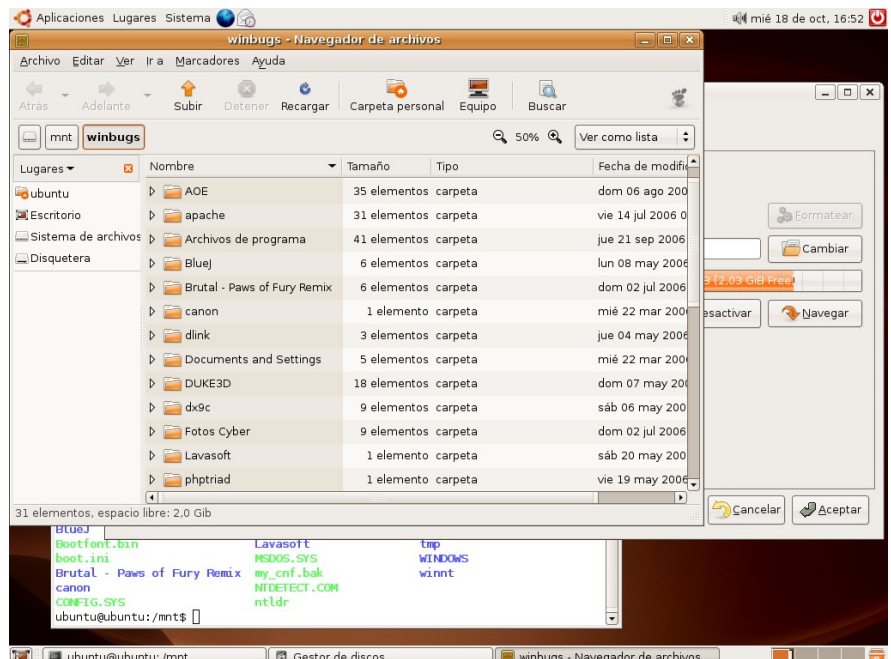 Aplicaciones Lugares Sistema mié 18 de oct, 16:52
winbugs - Navegador de archivos
Archivo Editar Ver Ir a Marcadores Ayuda
Atrás Adelante Subir Detener Recargar Carpeta personal Equipo Buscar
mnt winbugs 50% Ver como lista
Lugares Nombre Tamaño Tipo Fecha de modific
ubuntu AOE 35 elementos carpeta dom 06 ago 200
Escritorio apache 31 elementos carpeta vie 14 jul 2006 0
Sistema de archivos Archivos de programa 41 elementos carpeta jue 21 sep 2006
Disquetera BlueJ 6 elementos carpeta lun 08 may 2006
Brutal - Paws of Fury Remix 6 elementos carpeta dom 02 jul 2006
canon 1 elemento carpeta mié 22 mar 200
dlink 3 elementos carpeta jue 04 may 2006
Documents and Settings 5 elementos carpeta mié 22 mar 200
DUKE3D 18 elementos carpeta dom 07 may 200
dx9c 9 elementos carpeta sáb 06 may 200
Fotos Cyber 9 elementos carpeta dom 02 jul 2006
Lavasoft 1 elemento carpeta sáb 20 may 200
phptriad 1 elemento carpeta vie 19 may 2006
31 elementos, espacio libre: 2,0 Gib
Formatear
Cambiar
(2,03 GiB Free)
esactivar Navegar
Cancelar Aceptar
BlueJ
Bootfont.bin Lavasoft tmp
boot.ini MSDOS.SYS WINDOWS
Brutal - Paws of Fury Remix my_cnf.bak winnt
canon NTDETECT.COM
CONFIG.SYS ntldr
ubuntu@ubuntu:/mnt$
ubuntu@ubuntu: /mnt Gestor de discos winbugs - Navegador de archivos